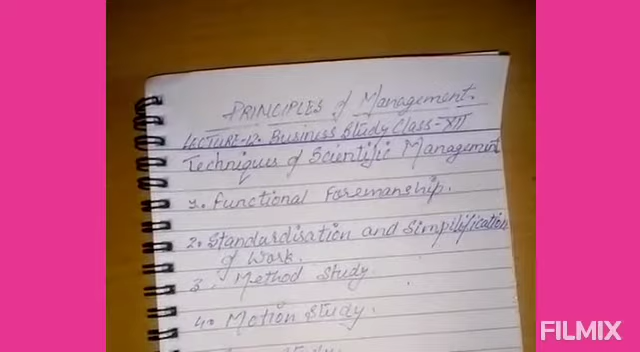 PRINCIPLES of Management.
LECTURE-12. Business Study Class-XII
Techniques of Scientific Management
1. Functional Foremanship.
2. Standardisation and Simplification
of Work.
3. Method Study
4. Motion Study.
Study
FILMIX